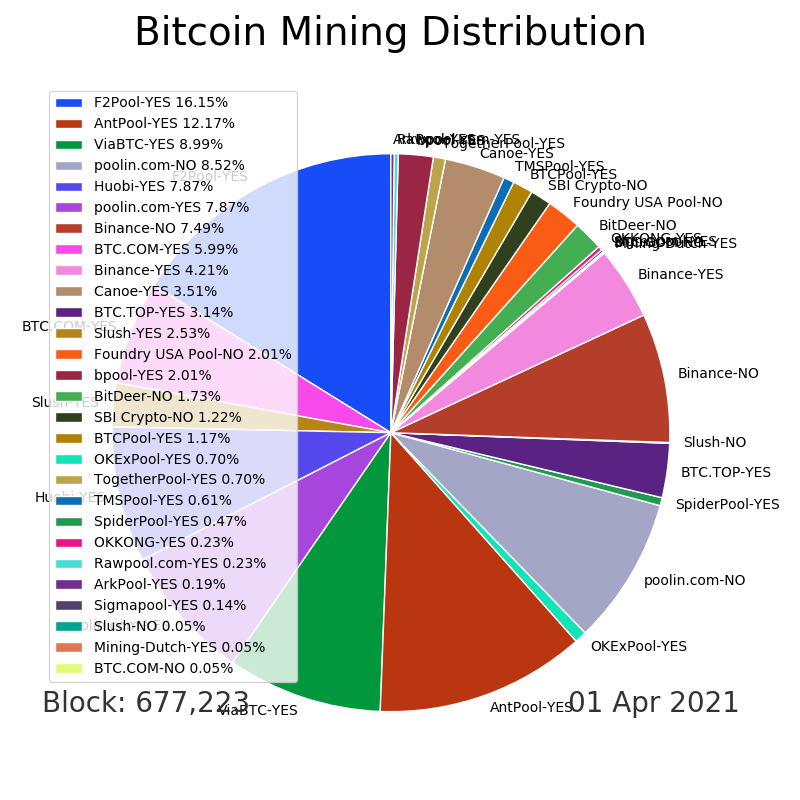 Bitcoin Mining Distribution
F2Pool-YES 16.15%
AntPool-YES 12.17%
ViaBTC-YES 8.99%
poolin.com-NO 8.52%
Huobi-YES 7.87%
poolin.com-YES 7.87%
Binance-NO 7.49%
BTC.COM-YES 5.99%
Binance-YES 4.21%
Canoe-YES 3.51%
BTC.TOP-YES 3.14%
Slush-YES 2.53%
Foundry USA Pool-NO 2.01%
bpool-YES 2.01%
BitDeer-NO 1.73%
SBI Crypto-NO 1.22%
BTCPool-YES 1.17%
OKExPool-YES 0.70%
TogetherPool-YES 0.70%
TMSPool-YES 0.61%
SpiderPool-YES 0.47%
OKKONG-YES 0.23%
Rawpool.com-YES 0.23%
ArkPool-YES 0.19%
Sigmapool-YES 0.14%
Slush-NO 0.05%
Mining-Dutch-YES 0.05%
BTC.COM-NO 0.05%
F2Pool-YES
BTC.COM-YES
Slush-YES
Huobi-YES
ViaBTC-YES
AntPool-YES
OKExPool-YES
poolin.com-NO
SpiderPool-YES
BTC.TOP-YES
Slush-NO
Binance-NO
Binance-YES
Mining-Dutch-YES
OKKONG-YES
BitDeer-NO
Foundry USA Pool-NO
SBI Crypto-NO
BTCPool-YES
TMSPool-YES
Canoe-YES
TogetherPool-YES
Block: 677,223
01 Apr 2021